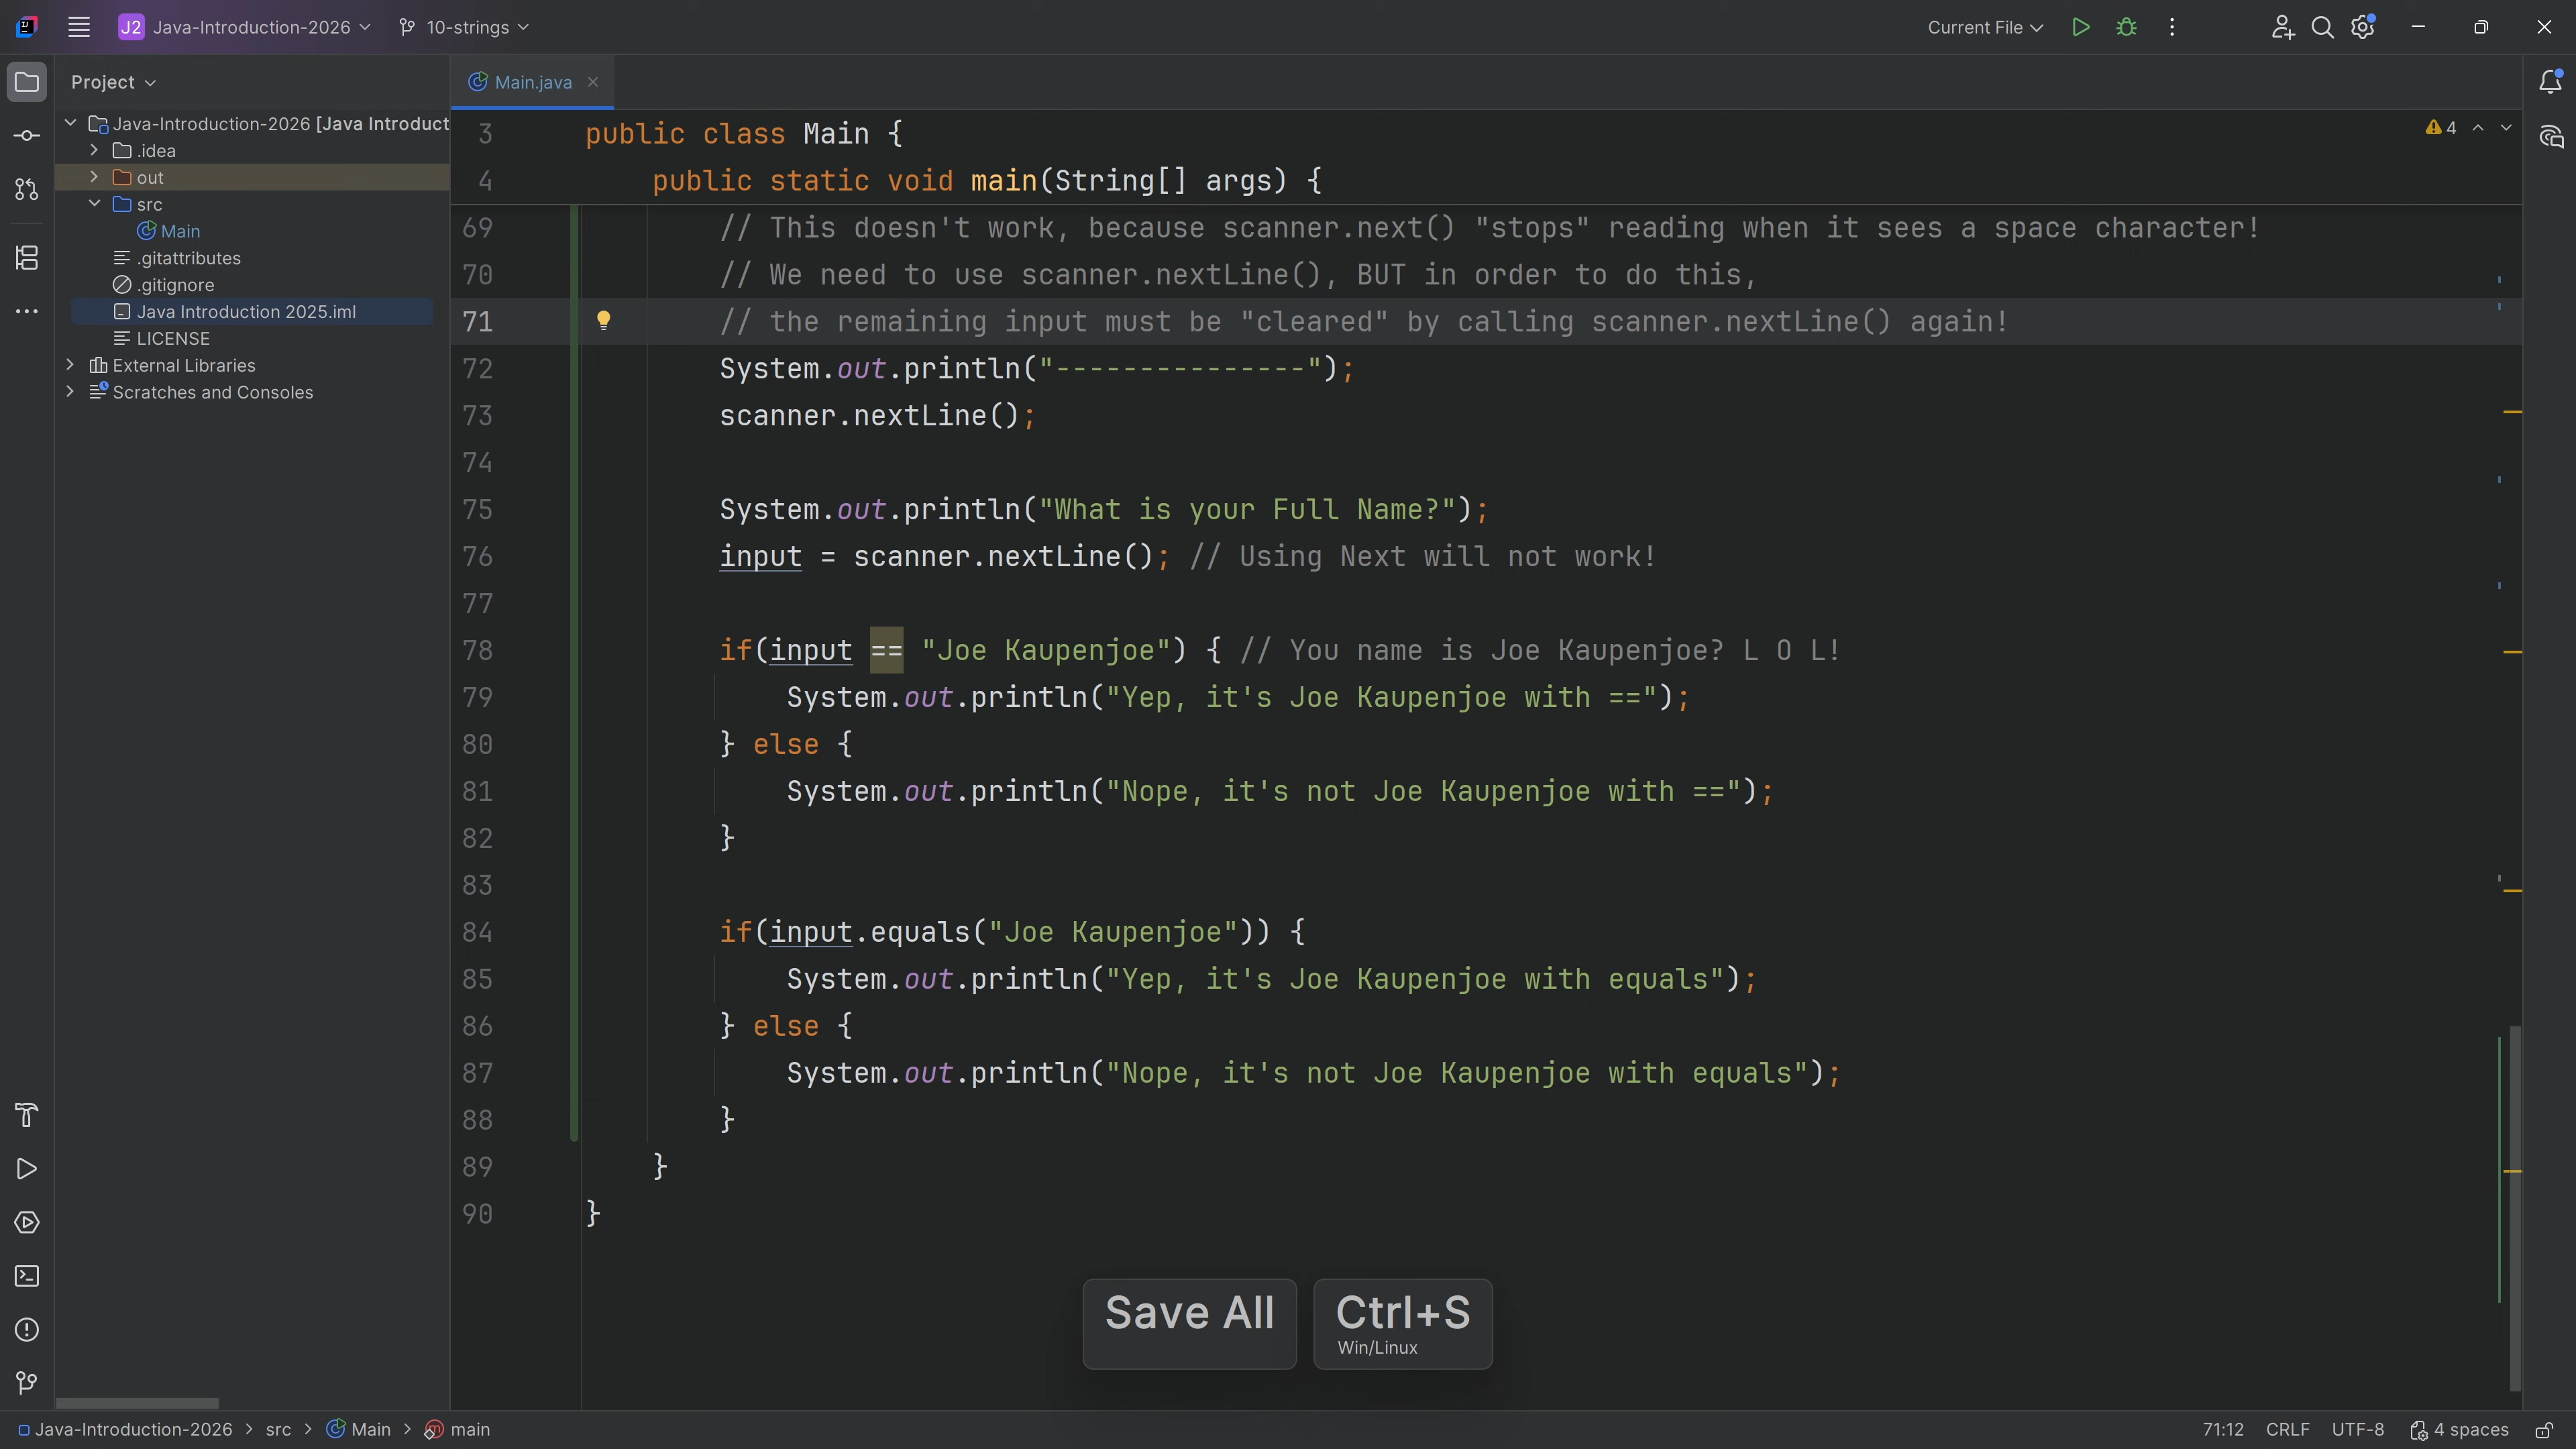 J2 Java-Introduction-2026 10-strings Current File
Project
Main.java
Java-Introduction-2026 [Java Introduct
.idea
out
src
Main
.gitattributes
.gitignore
Java Introduction 2025.iml
LICENSE
External Libraries
Scratches and Consoles
4
3 public class Main {
4 public static void main(String[] args) {
69 // This doesn't work, because scanner.next() "stops" reading when it sees a space character!
70 // We need to use scanner.nextLine(), BUT in order to do this,
71 // the remaining input must be "cleared" by calling scanner.nextLine() again!
72 System.out.println("---------------");
73 scanner.nextLine();
74
75 System.out.println("What is your Full Name?");
76 input = scanner.nextLine(); // Using Next will not work!
77
78 if(input == "Joe Kaupenjoe") { // You name is Joe Kaupenjoe? L O L!
79 System.out.println("Yep, it's Joe Kaupenjoe with ==");
80 } else {
81 System.out.println("Nope, it's not Joe Kaupenjoe with ==");
82 }
83
84 if(input.equals("Joe Kaupenjoe")) {
85 System.out.println("Yep, it's Joe Kaupenjoe with equals");
86 } else {
87 System.out.println("Nope, it's not Joe Kaupenjoe with equals");
88 }
89 }
90 }
Save All Ctrl+S
Win/Linux
Java-Introduction-2026 > src > Main > main 71:12 CRLF UTF-8 4 spaces